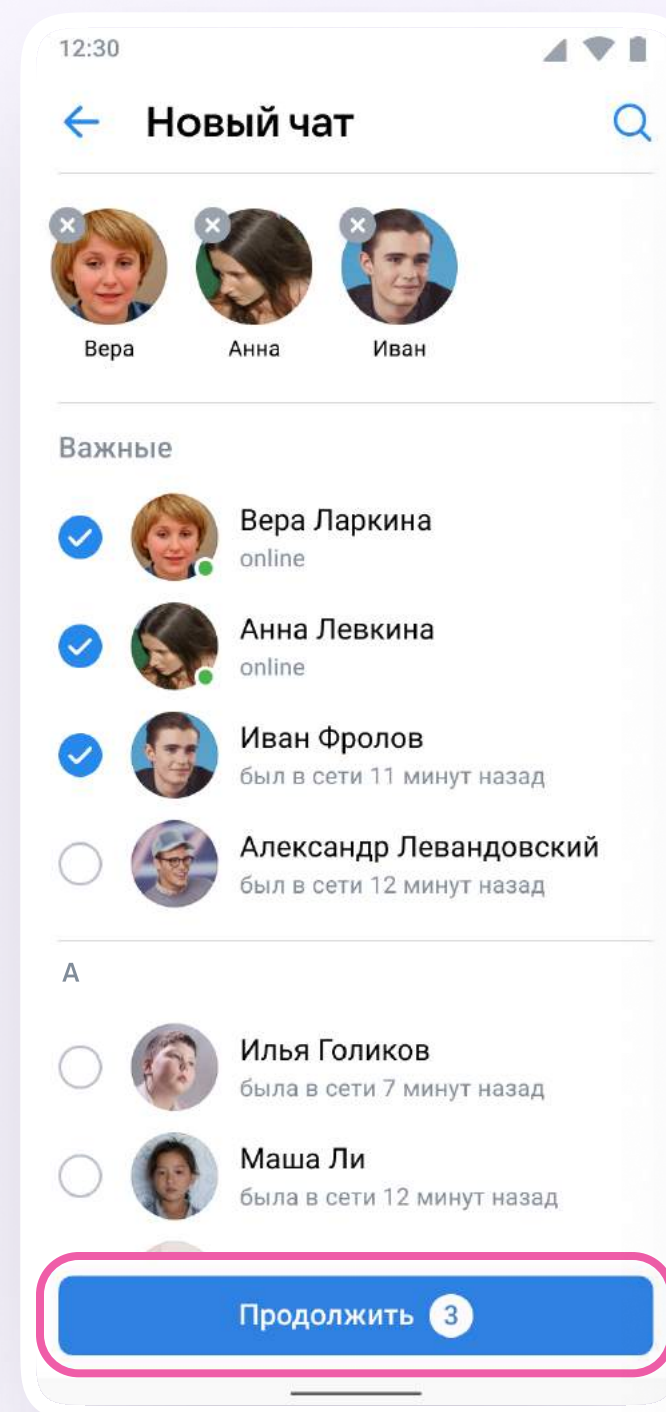 12:30
Новый чат
Вера Анна Иван
Важные
Вера Ларкина
online
Анна Левкина
online
Иван Фролов
был в сети 11 минут назад
Александр Левандовский
был в сети 12 минут назад
А
Илья Голиков
была в сети 7 минут назад
Маша Ли
была в сети 12 минут назад
Продолжить 3